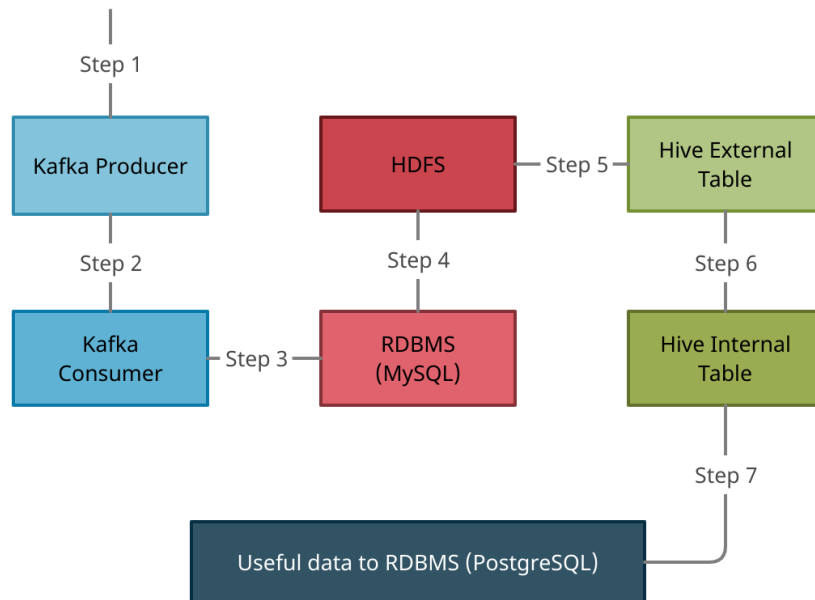 Step 1
Kafka Producer
HDFS
Step 5
Hive External
Table
Step 2
Step 4
Step 6
Kafka
Consumer
Step 3
RDBMS
(MySQL)
Hive Internal
Table
Step 7
Useful data to RDBMS (PostgreSQL)